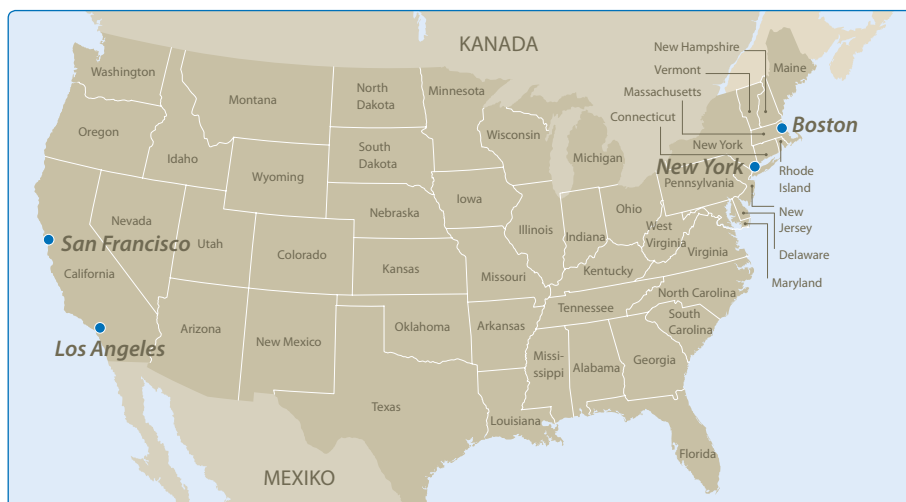 KANADA
New Hampshire
Vermont
Maine
Massachusetts
Connecticut
Boston
Washington
Montana
North
Dakota
Minnesota
Oregon
Idaho
South
Dakota
Wisconsin
Michigan
New York
New York
Rhode
Island
Wyoming
Pennsylvania
Nebraska
Iowa
Ohio
New
Jersey
Nevada
Illinois
Indiana
West
Virginia
Virginia
San Francisco
Utah
Colorado
Delaware
California
Kansas
Missouri
Kentucky
Maryland
North Carolina
Tennessee
South
Carolina
Arizona
New Mexico
Oklahoma
Arkansas
Los Angeles
Missi-
ssippi
Alabama
Georgia
Texas
Louisiana
Florida
MEXIKO